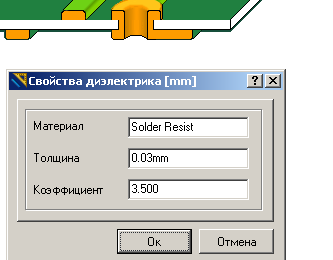 Свойства диэлектрика [mm]
Материал Solder Resist
Толщина 0.03mm
Коэффициент 3.500
Ок Отмена